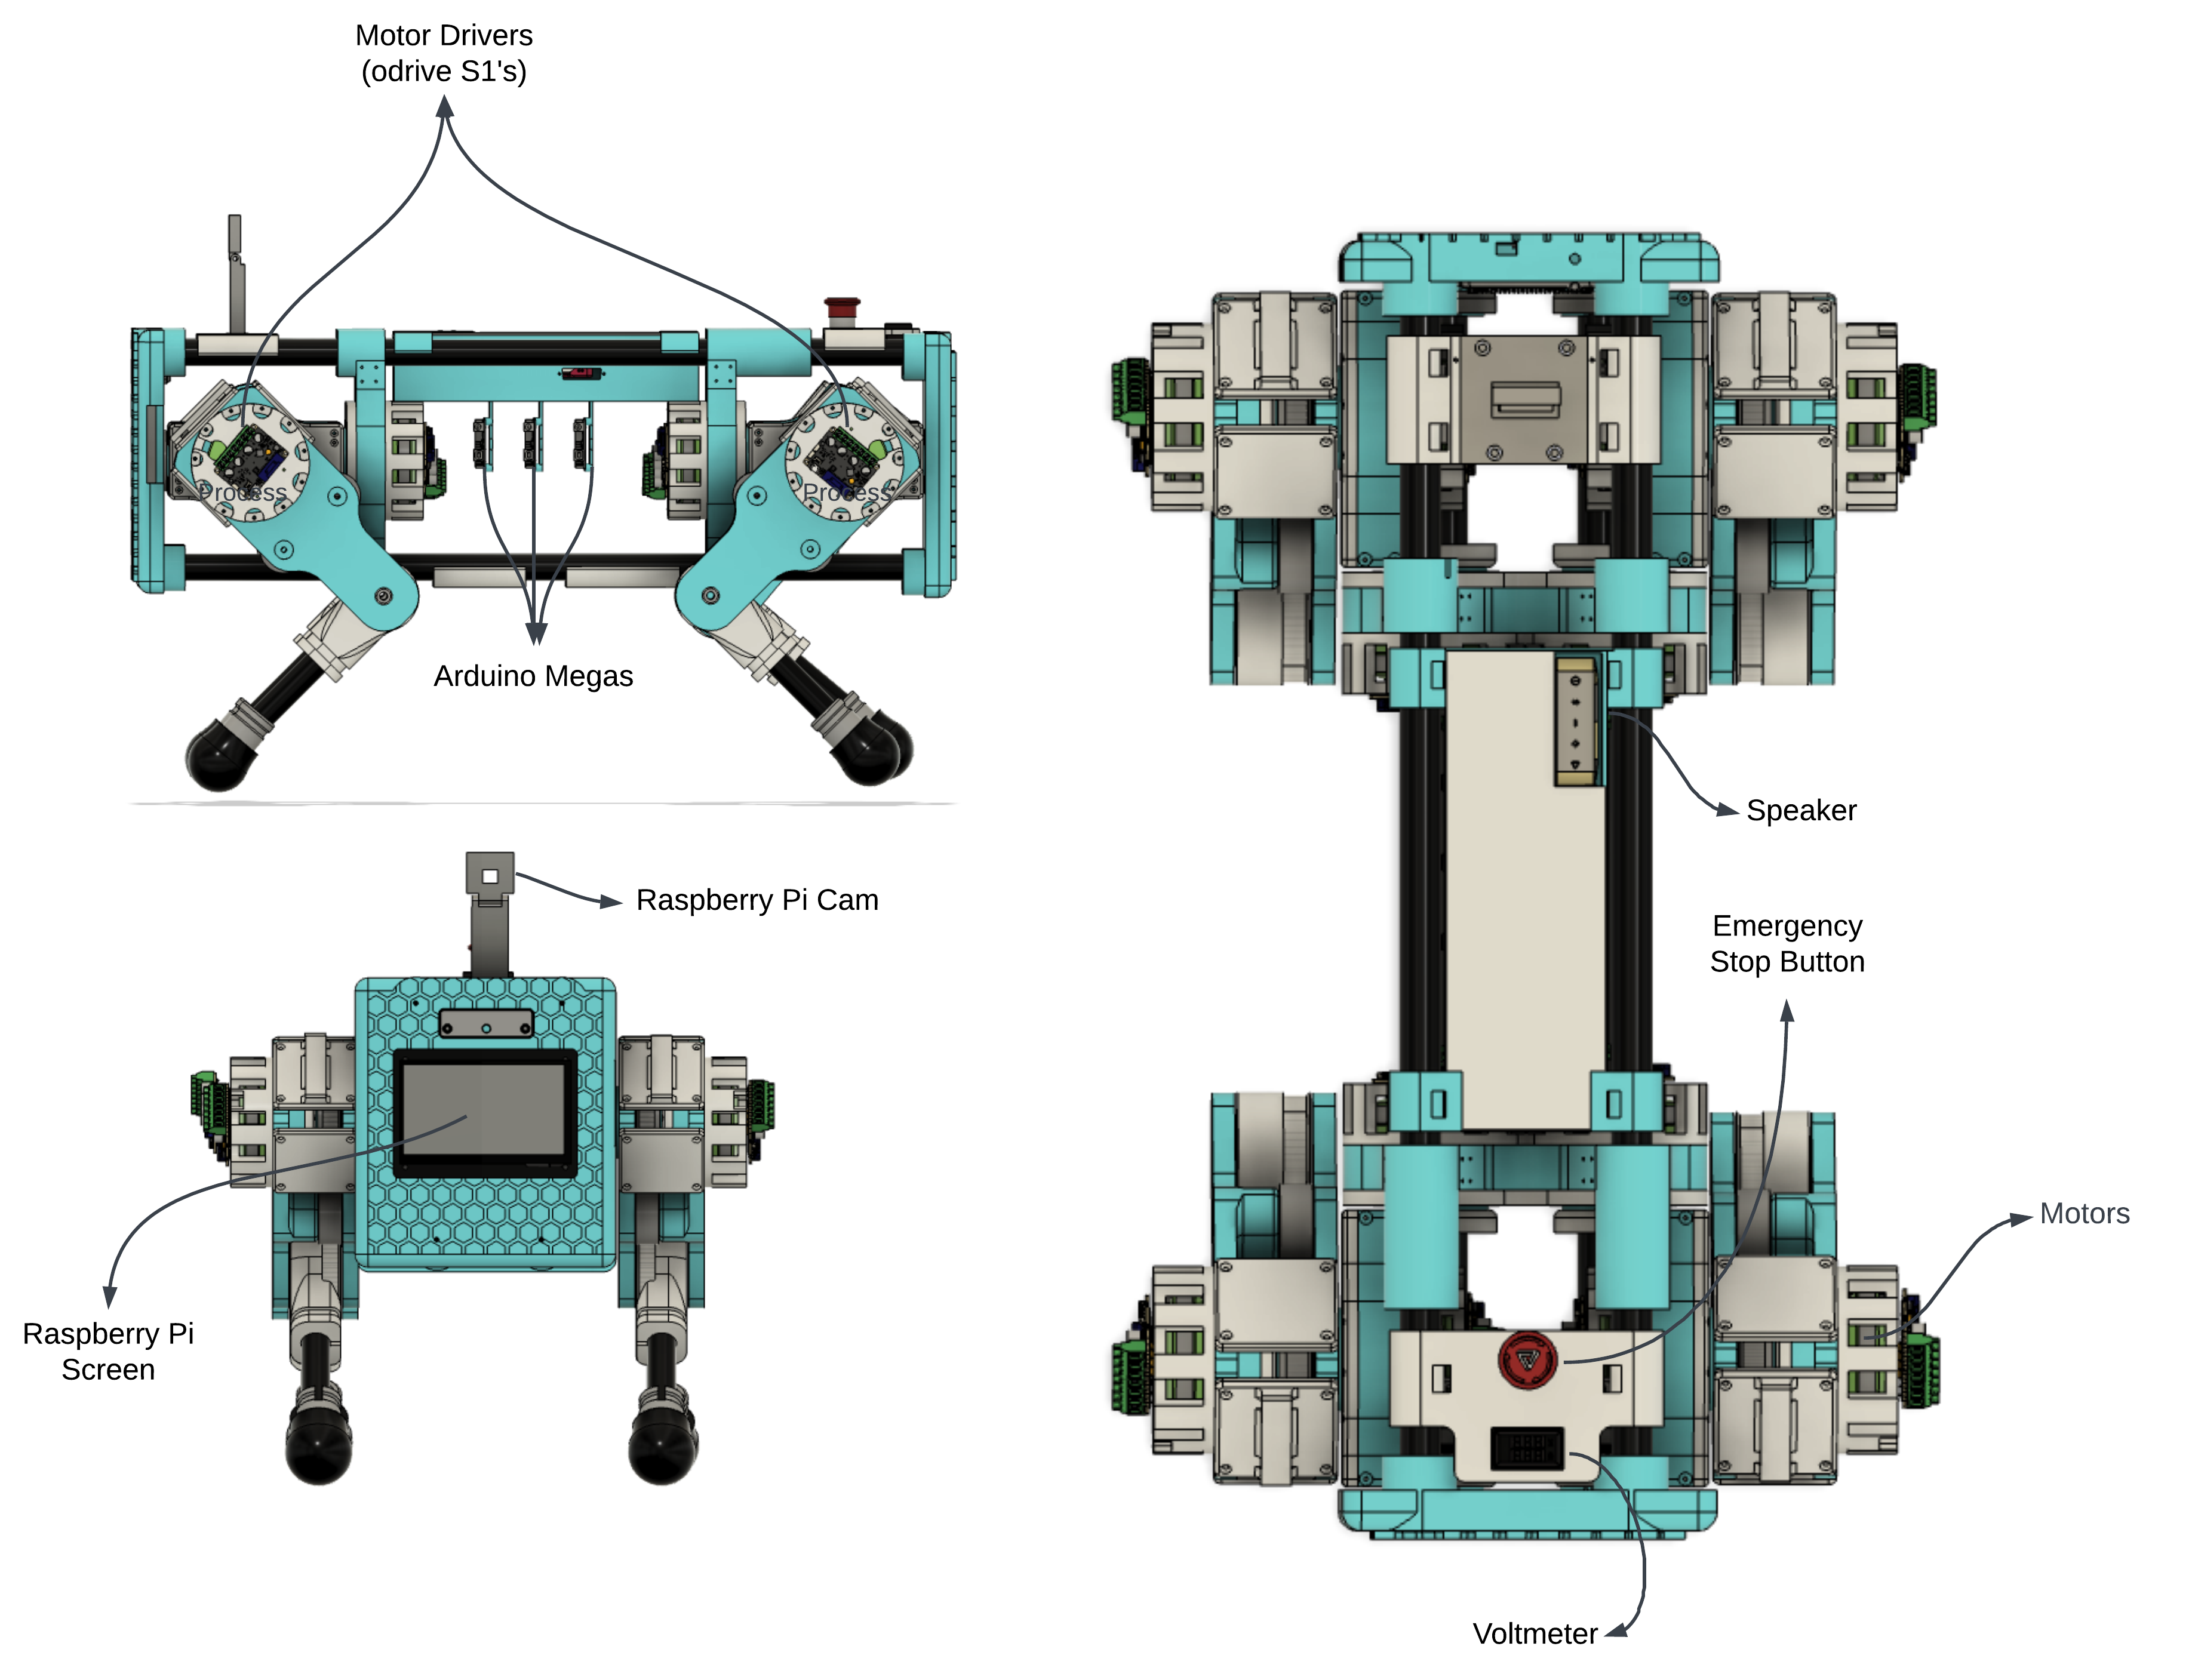 Motor Drivers
(odrive S1's)
Process
Process
Arduino Megas
Raspberry Pi Cam
Raspberry Pi
Screen
Speaker
Emergency
Stop Button
Motors
Voltmeter